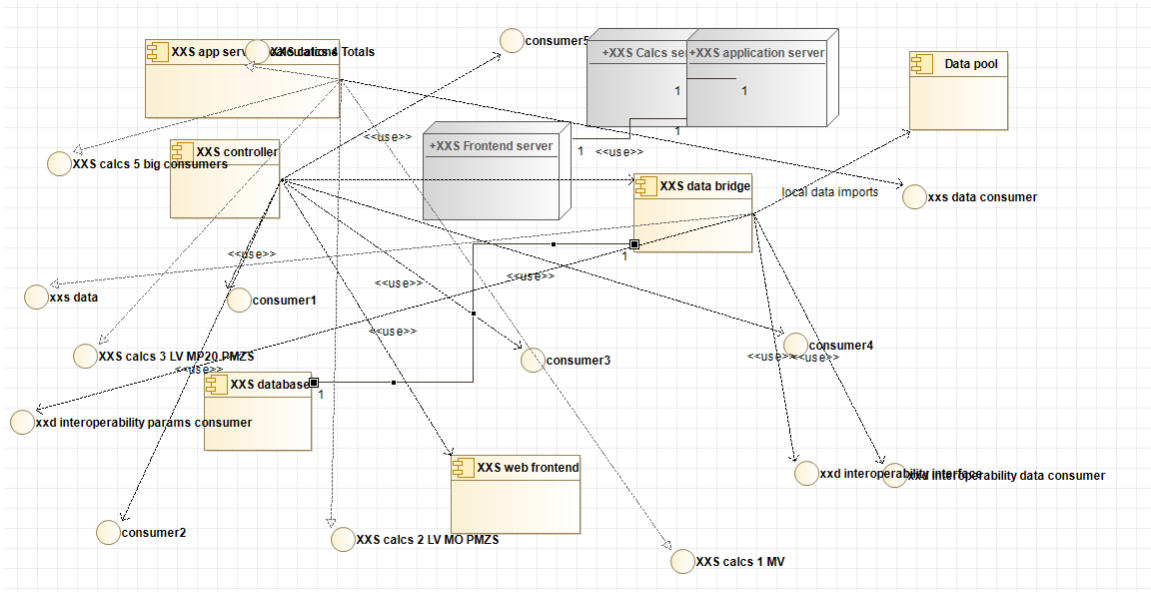 XXS app serv
XXS calcs 4 Totals
consumer5
+XXS Calcs ser
+XXS application server
Data pool
1
1
1
<<use>>
+XXS Frontend server
1
<<use>>
XXS controller
XXS calcs 5 big consumers
XXS data bridge
local data imports
xxs data consumer
<<use>>
1
<<use>>
<<use>>
xxs data
consumer1
<<use>>
consumer4
<<use>>
<<use>>
XXS calcs 3 LV MP20 PMZS
consumer3
<<use>>
XXS database
1
xxd interoperability params consumer
XXS web frontend
xxd interoperability interface
xxd interoperability data consumer
consumer2
XXS calcs 2 LV MO PMZS
XXS calcs 1 MV